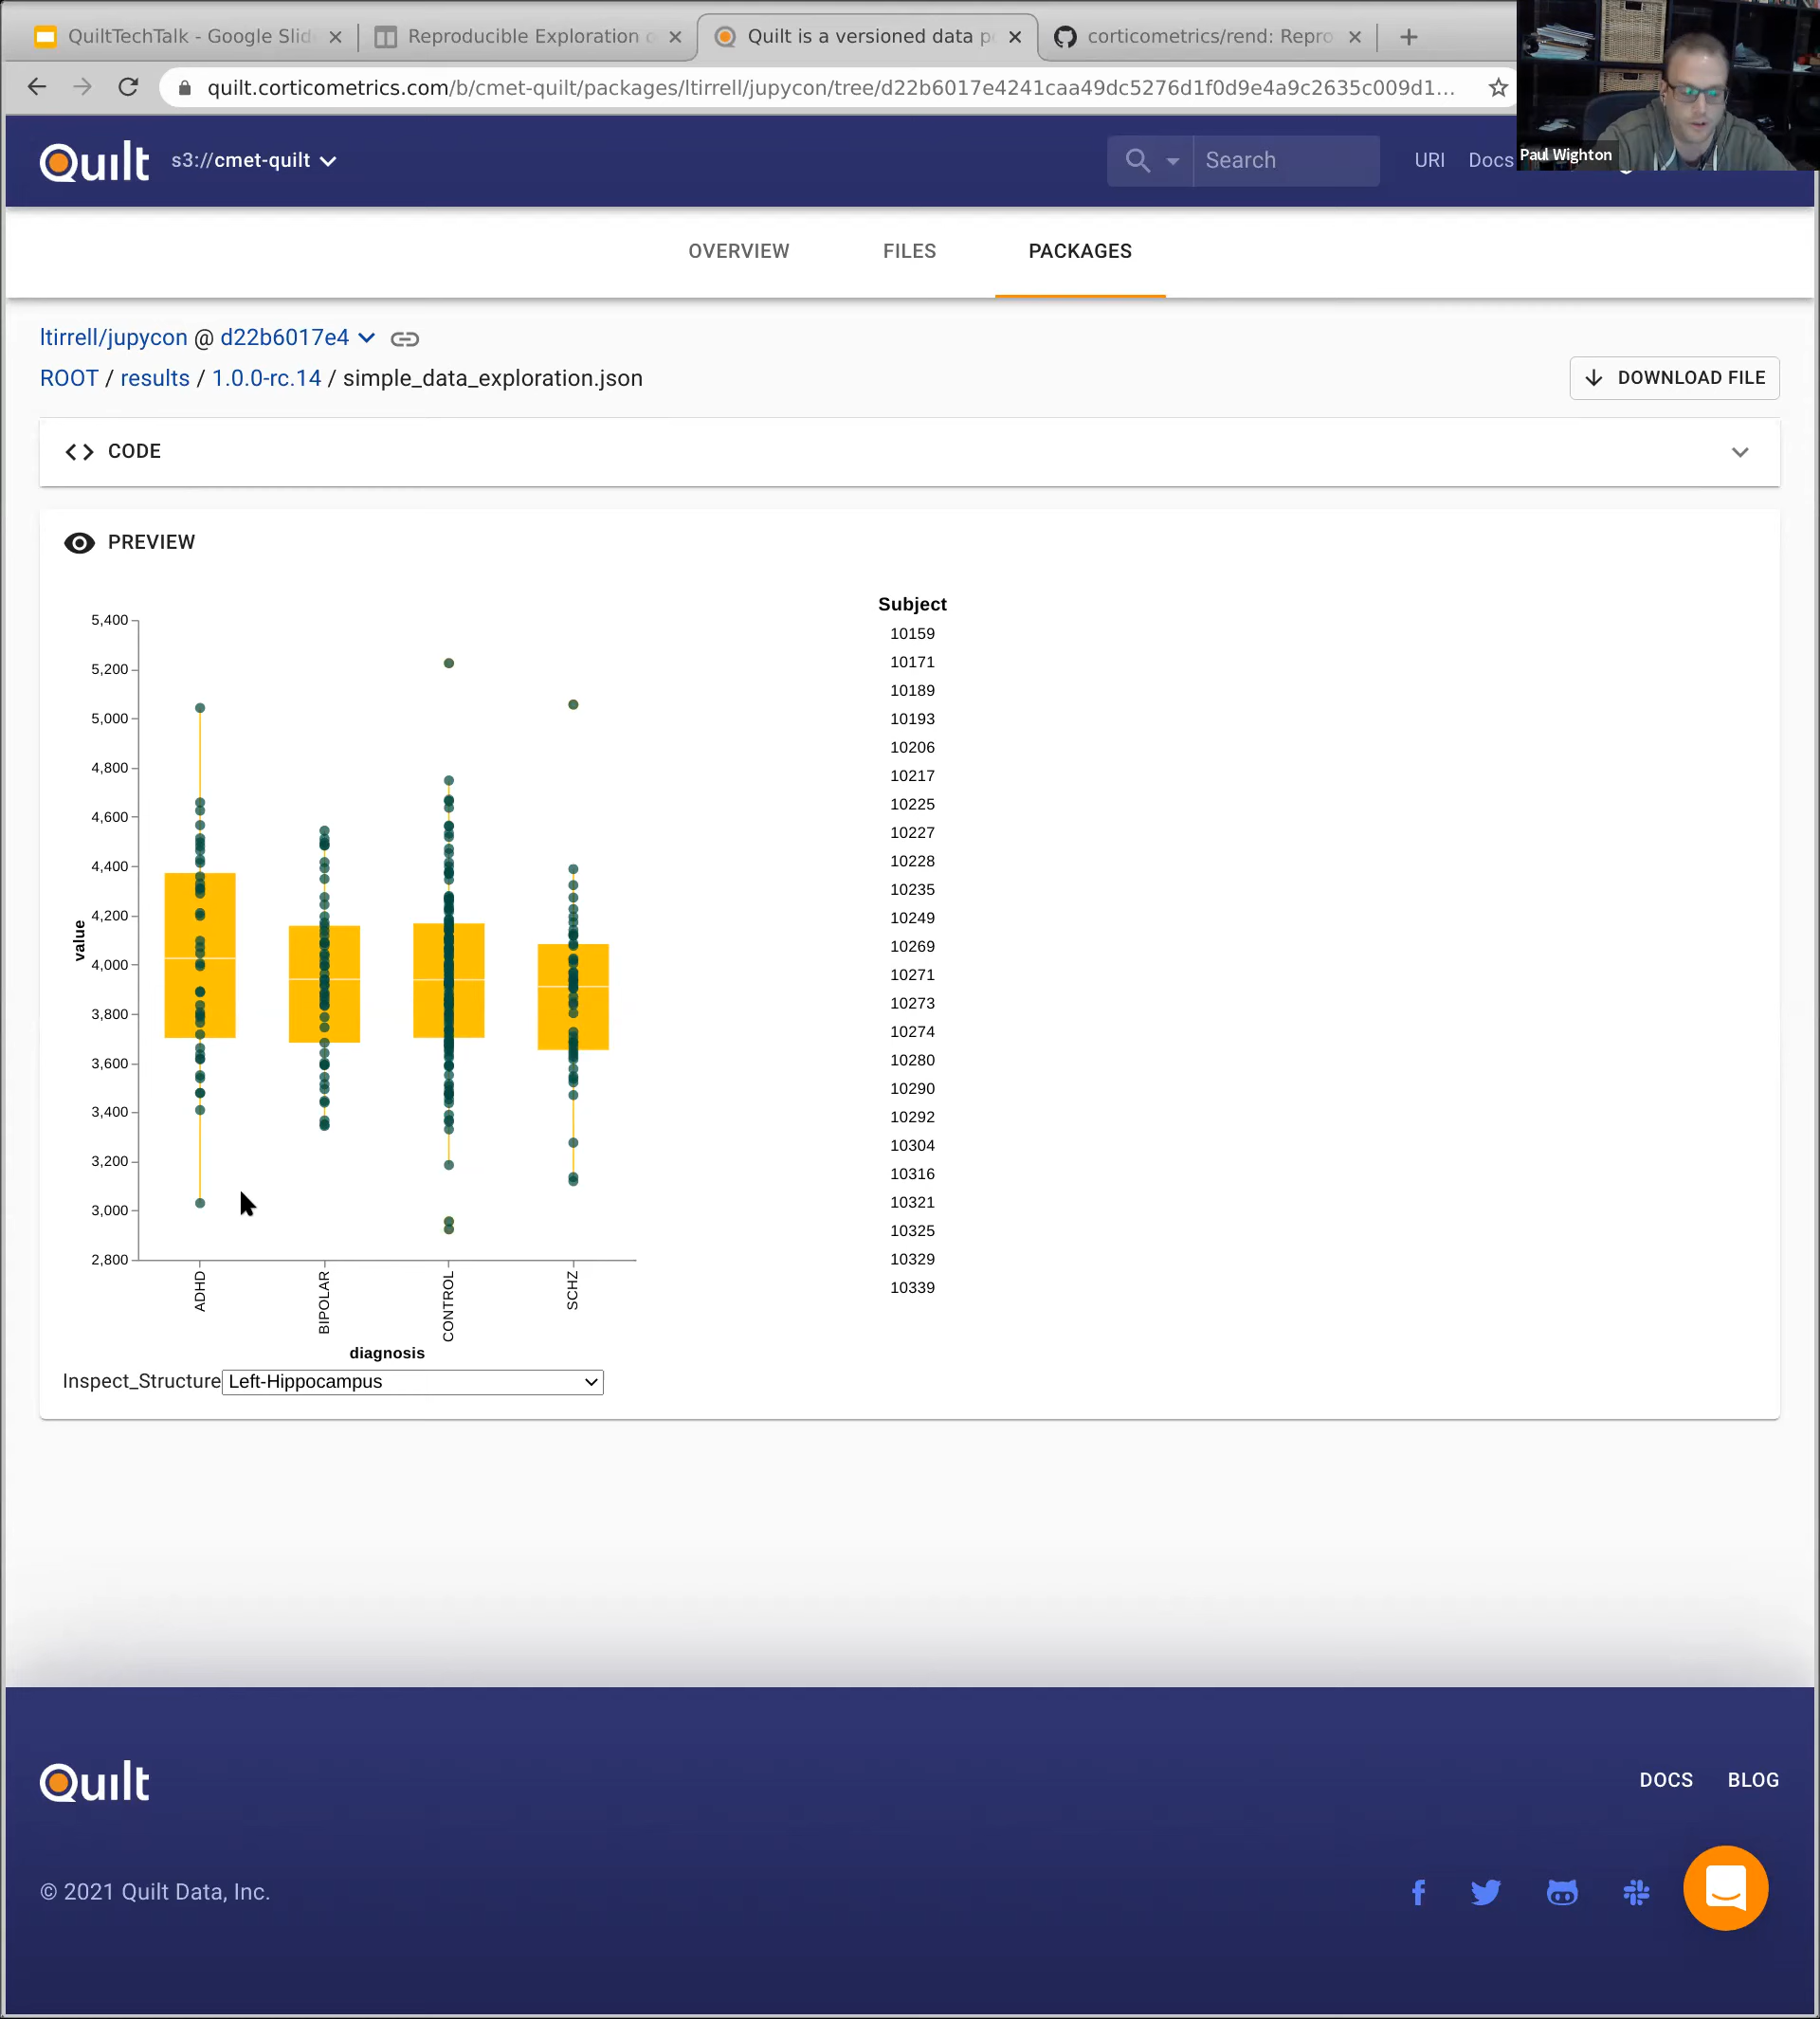 QuiltTechTalk - Google Slid
Reproducible Exploration o
Quilt is a versioned data p
corticometrics/rend: Repro
quilt.corticometrics.com/b/cmet-quilt/packages/ltirrell/jupycon/tree/d22b6017e4241caa49dc5276d1f0d9e4a9c2635c009d1...
Paul Wighton
Quilt s3://cmet-quilt
Search
URI Docs
OVERVIEW FILES PACKAGES
ltirrell/jupycon @ d22b6017e4
ROOT / results / 1.0.0-rc.14 / simple_data_exploration.json
DOWNLOAD FILE
<> CODE
PREVIEW
5,400
5,200
5,000
4,800
4,600
4,400
4,200
4,000
3,800
3,600
3,400
3,200
3,000
2,800
value
ADHD
BIPOLAR
CONTROL
SCHZ
diagnosis
Subject
10159
10171
10189
10193
10206
10217
10225
10227
10228
10235
10249
10269
10271
10273
10274
10280
10290
10292
10304
10316
10321
10325
10329
10339
Inspect_Structure Left-Hippocampus
Quilt
DOCS BLOG
© 2021 Quilt Data, Inc.